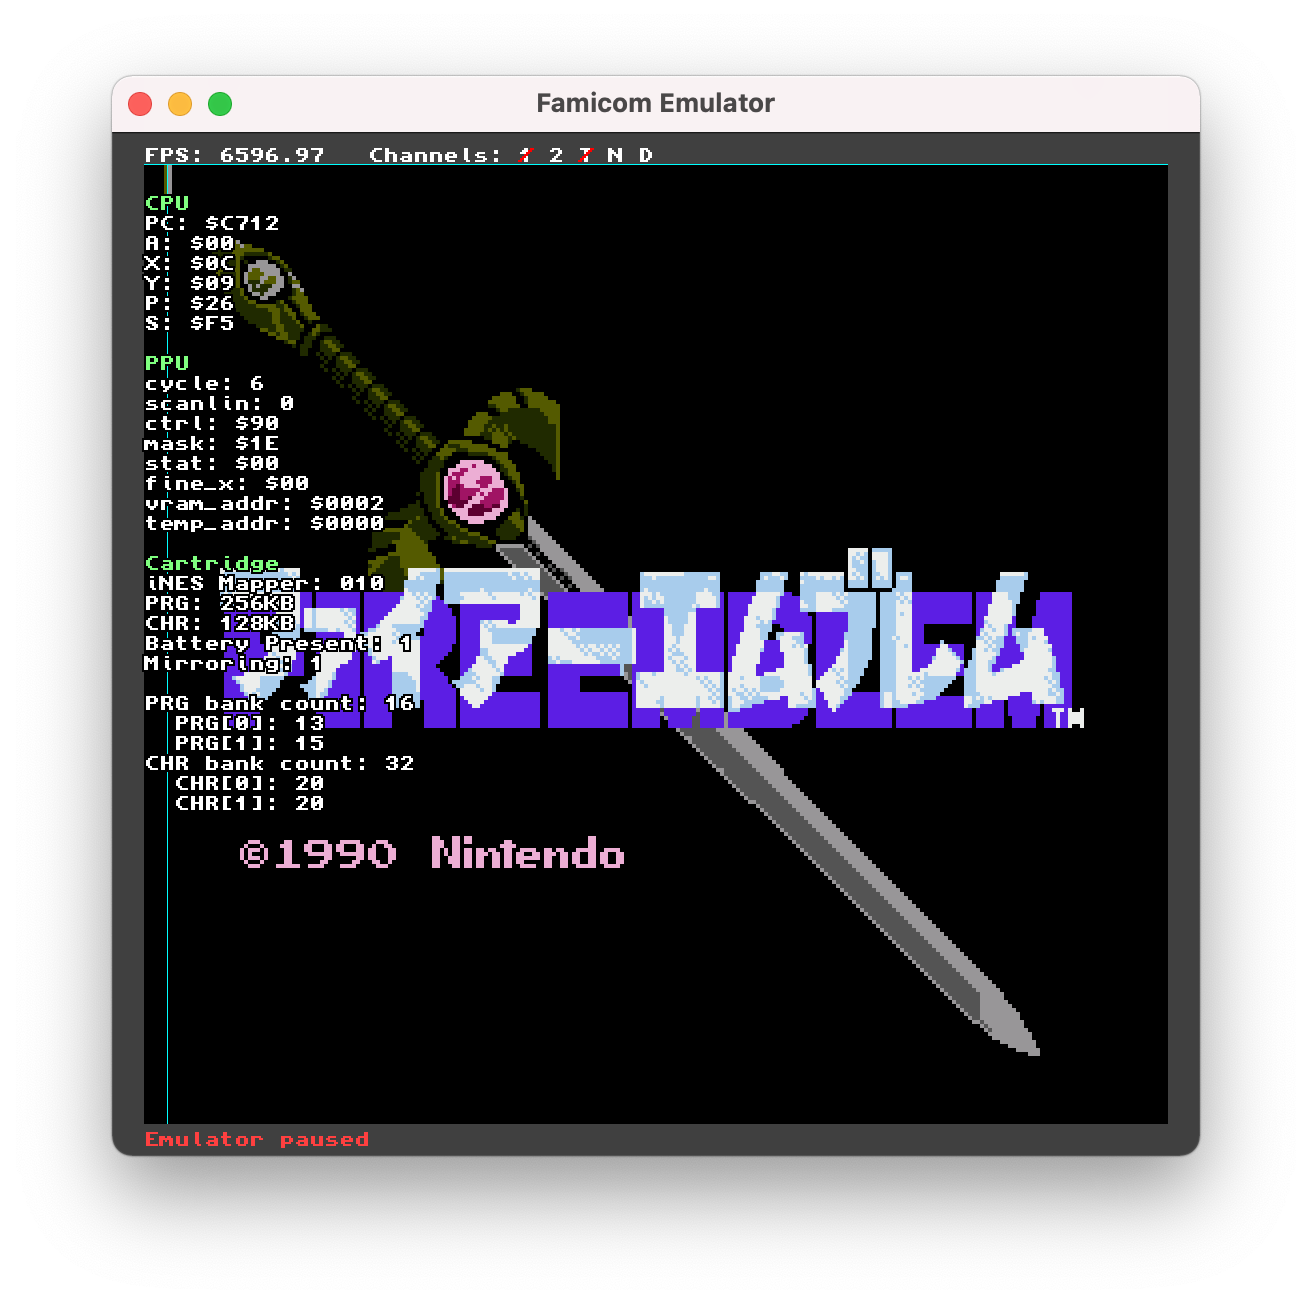 Famicom Emulator
FPS: 6596.97 Channels: 1 2 T N D
CPU
PC: $C712
A: $00
X: $0C
Y: $09
P: $26
S: $F5
PPU
cycle: 6
scanlin: 0
ctrl: $90
mask: $1E
stat: $00
fine_x: $00
vram_addr: $0002
temp_addr: $0000
Cartridge
iNES Mapper: 010
PRG: 256KB
CHR: 128KB
Battery Present: 1
Mirroring: 1
PRG bank count: 16
PRG[0]: 13
PRG[1]: 15
CHR bank count: 32
CHR[0]: 20
CHR[1]: 20
ファイアーエムブレム
FIRE EMBLEM
TM
©1990 Nintendo
Emulator paused